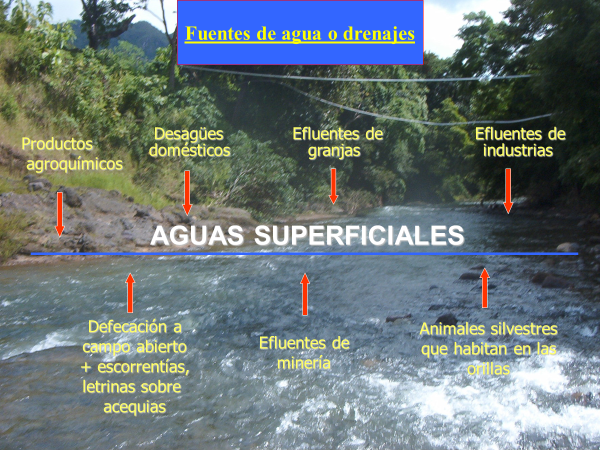 Fuentes de agua o drenajes
Productos
agroquímicos
Desagües
domésticos
Efluentes de
granjas
Efluentes de
industrias
AGUAS SUPERFICIALES
Defecación a
campo abierto
+ escorrentías,
letrinas sobre
acequias
Efluentes de
minería
Animales silvestres
que habitan en las
orillas